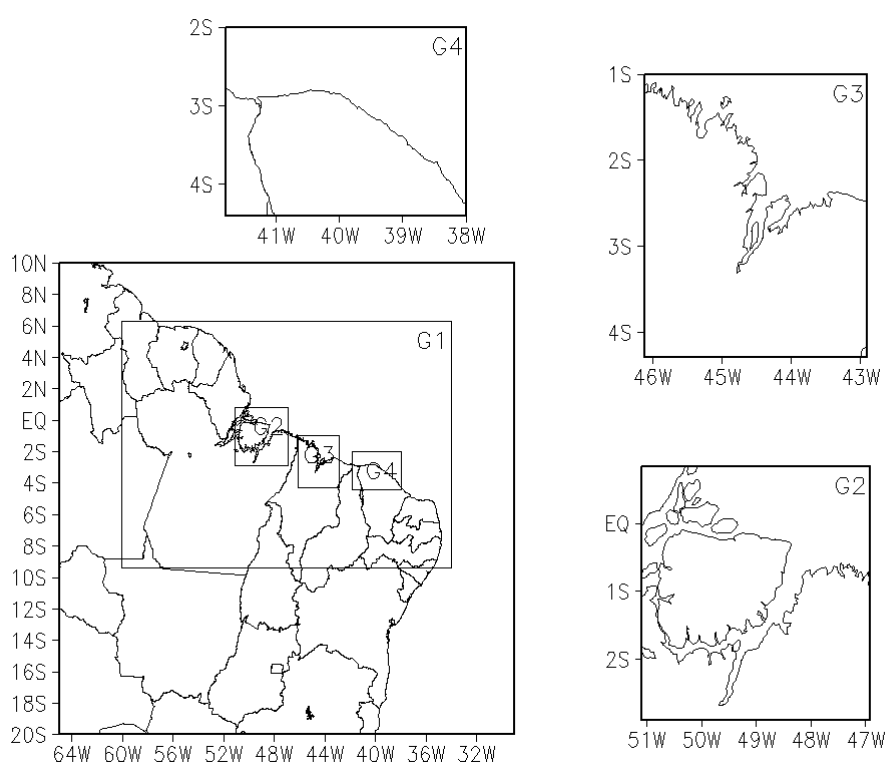 2S
G4
3S
4S
41W 40W 39W 38W
1S
G3
2S
3S
4S
46W 45W 44W 43W
10N
8N
6N
G1
4N
2N
EQ
G2
2S
G3
G4
4S
6S
8S
10S
12S
14S
16S
18S
20S
64W 60W 56W 52W 48W 44W 40W 36W 32W
G2
EQ
1S
2S
51W 50W 49W 48W 47W